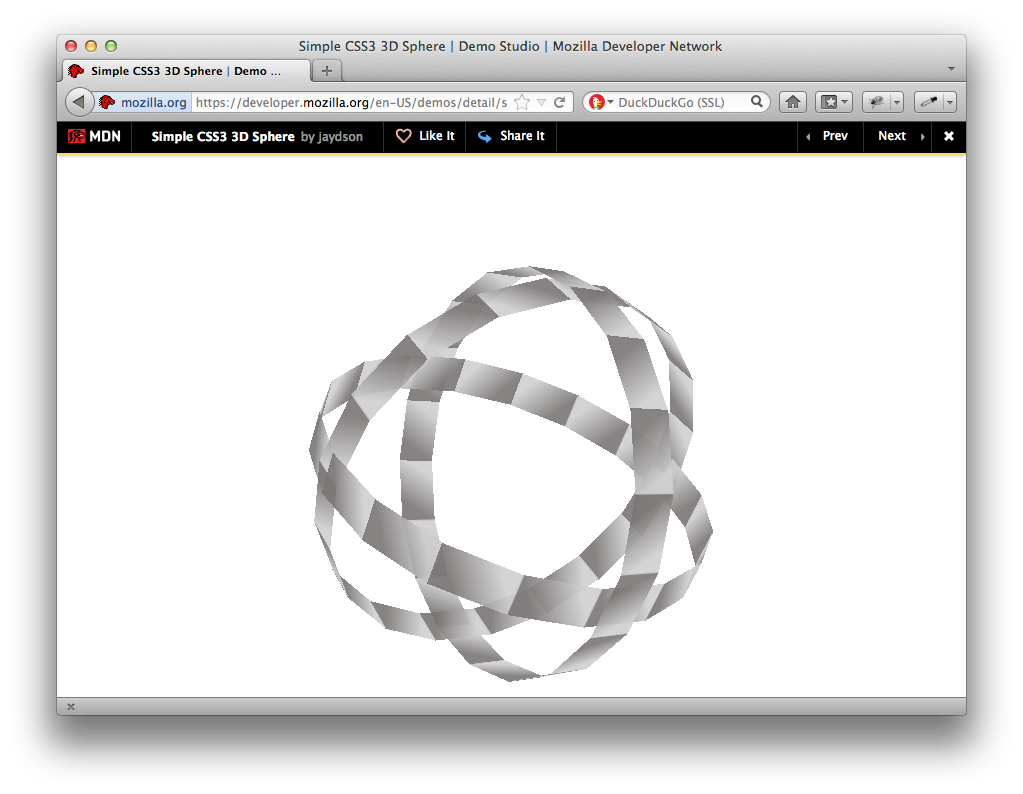 Simple CSS3 3D Sphere | Demo Studio | Mozilla Developer Network
Simple CSS3 3D Sphere | Demo ...
mozilla.org https://developer.mozilla.org/en-US/demos/detail/s DuckDuckGo (SSL)
MDN Simple CSS3 3D Sphere by jaydson Like It Share It Prev Next